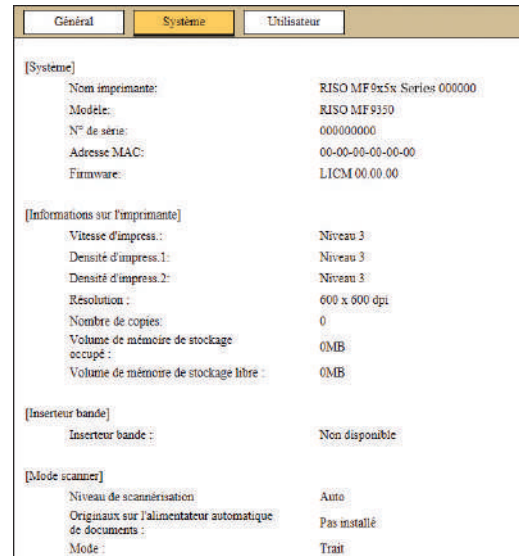 Général Système Utilisateur
[Système]
Nom imprimante: RISO MF9x5x Series 000000
Modèle: RISO MF9350
N° de série: 000000000
Adresse MAC: 00-00-00-00-00-00
Firmware: LICM 00.00.00
[Informations sur l'imprimante]
Vitesse d'impress.: Niveau 3
Densité d'impress.1: Niveau 3
Densité d'impress.2: Niveau 3
Résolution : 600 x 600 dpi
Nombre de copies: 0
Volume de mémoire de stockage
occupé : 0MB
Volume de mémoire de stockage libre : 0MB
[Inserteur bande]
Inserteur bande : Non disponible
[Mode scanner]
Niveau de scannérisation Auto
Originaux sur l'alimentateur automatique
de documents : Pas installé
Mode : Trait